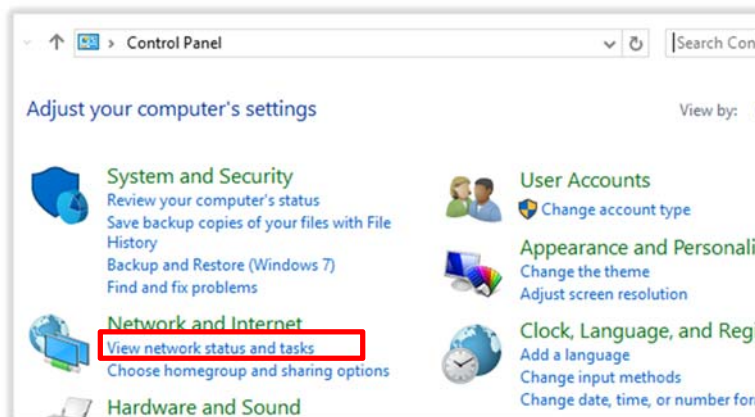 Control Panel
Search Con
Adjust your computer's settings
View by:
System and Security
Review your computer's status
Save backup copies of your files with File
History
Backup and Restore (Windows 7)
Find and fix problems
Network and Internet
View network status and tasks
Choose homegroup and sharing options
Hardware and Sound
User Accounts
Change account type
Appearance and Personali
Change the theme
Adjust screen resolution
Clock, Language, and Reg
Add a language
Change input methods
Change date, time, or number for